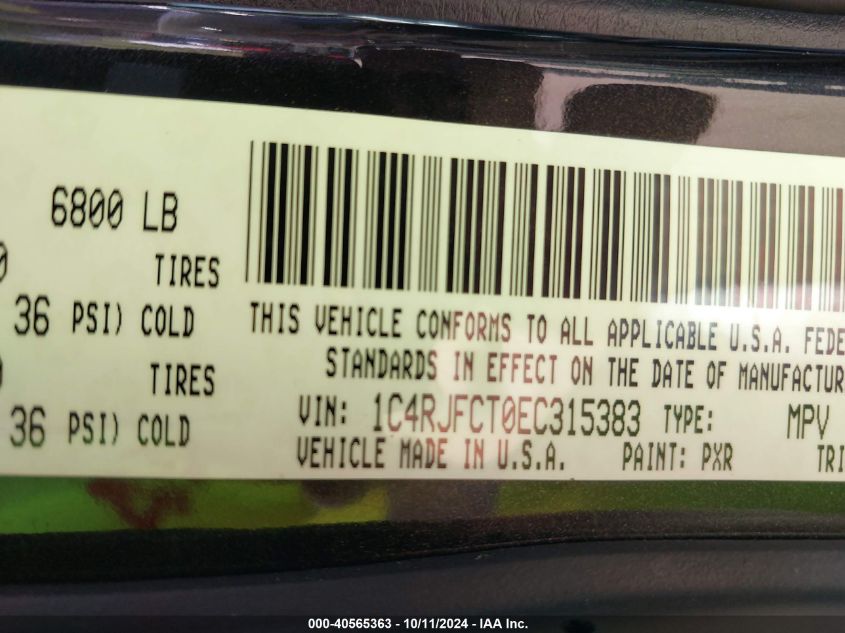 6800 LB
TIRES
36 PSI) COLD
TIRES
36 PSI) COLD
THIS VEHICLE CONFORMS TO ALL APPLICABLE U.S.A. FEDE
STANDARDS IN EFFECT ON THE DATE OF MANUFACTUR
VIN: 1C4RJFCT0EC315383 TYPE: MPV
VEHICLE MADE IN U.S.A. PAINT: PXR TRI
000-40565363 - 10/11/2024 - IAA Inc.